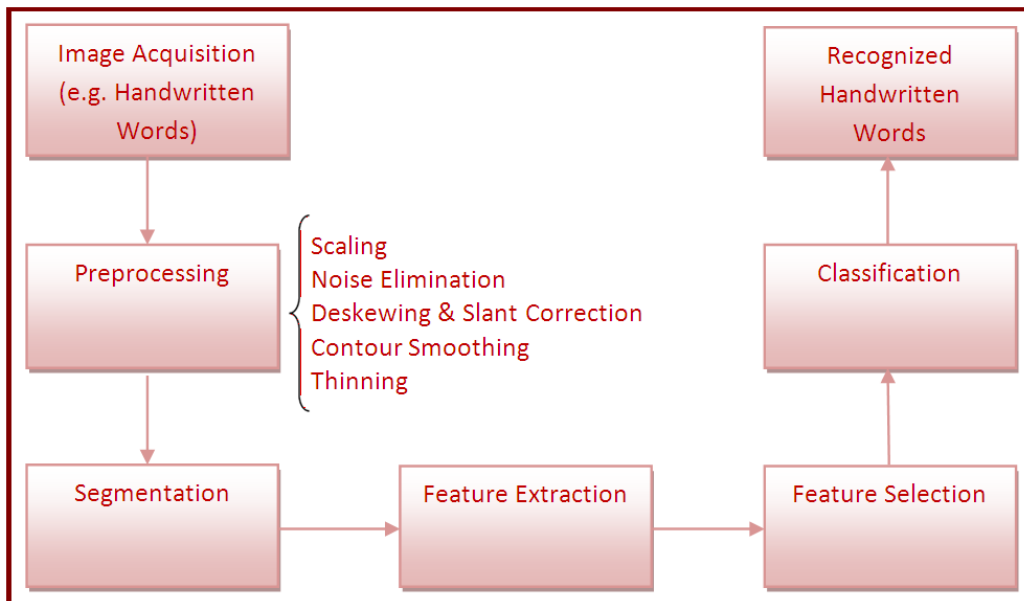 Image Acquisition
(e.g. Handwritten
Words)
Preprocessing
Scaling
Noise Elimination
Deskewing & Slant Correction
Contour Smoothing
Thinning
Segmentation
Feature Extraction
Feature Selection
Classification
Recognized
Handwritten
Words